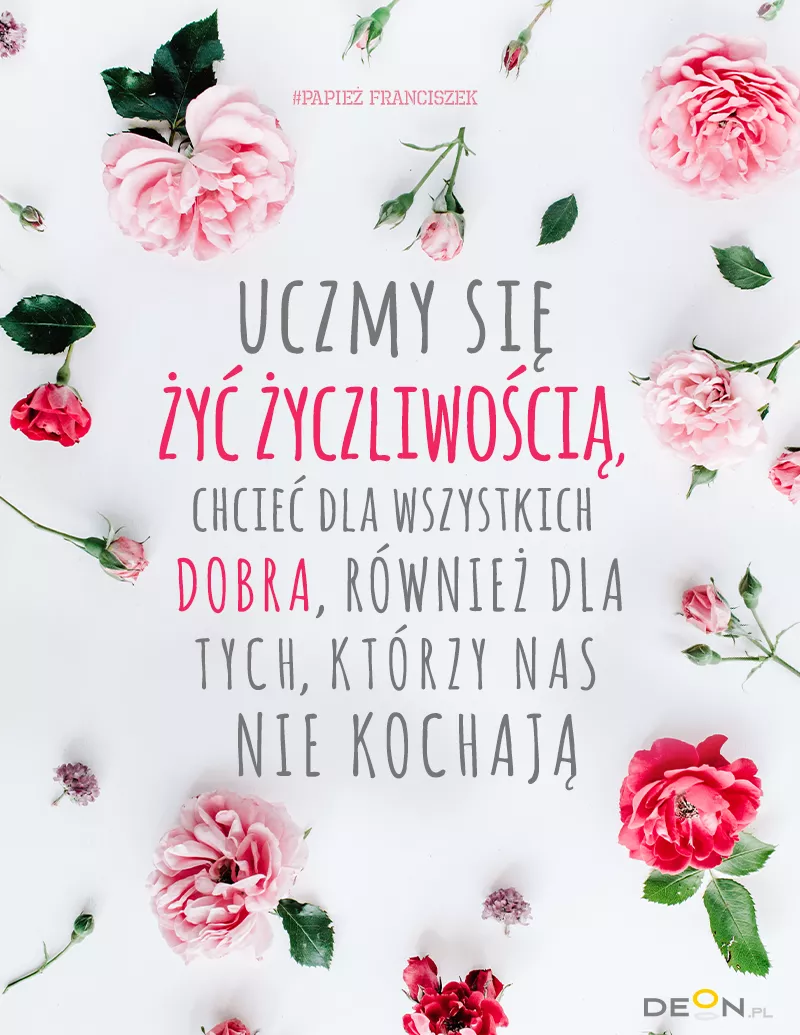 #PAPIEŻ FRANCISZEK
UCZMY SIĘ
ŻYĆ ŻYCZLIWOŚCIĄ,
CHCIEĆ DLA WSZYSTKICH
DOBRA, RÓWNIEŻ DLA
TYCH, KTÓRZY NAS
NIE KOCHAJĄ
DEON.PL